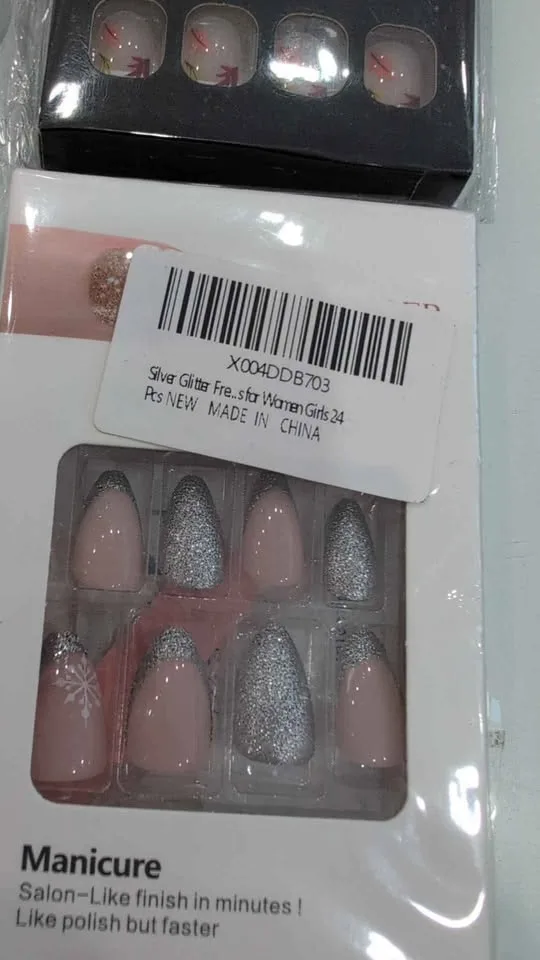 X004DDB703
Silver Glitter Fre...s for Women Girls 24
Pcs NEW MADE IN CHINA
Manicure
Salon-Like finish in minutes !
Like polish but faster